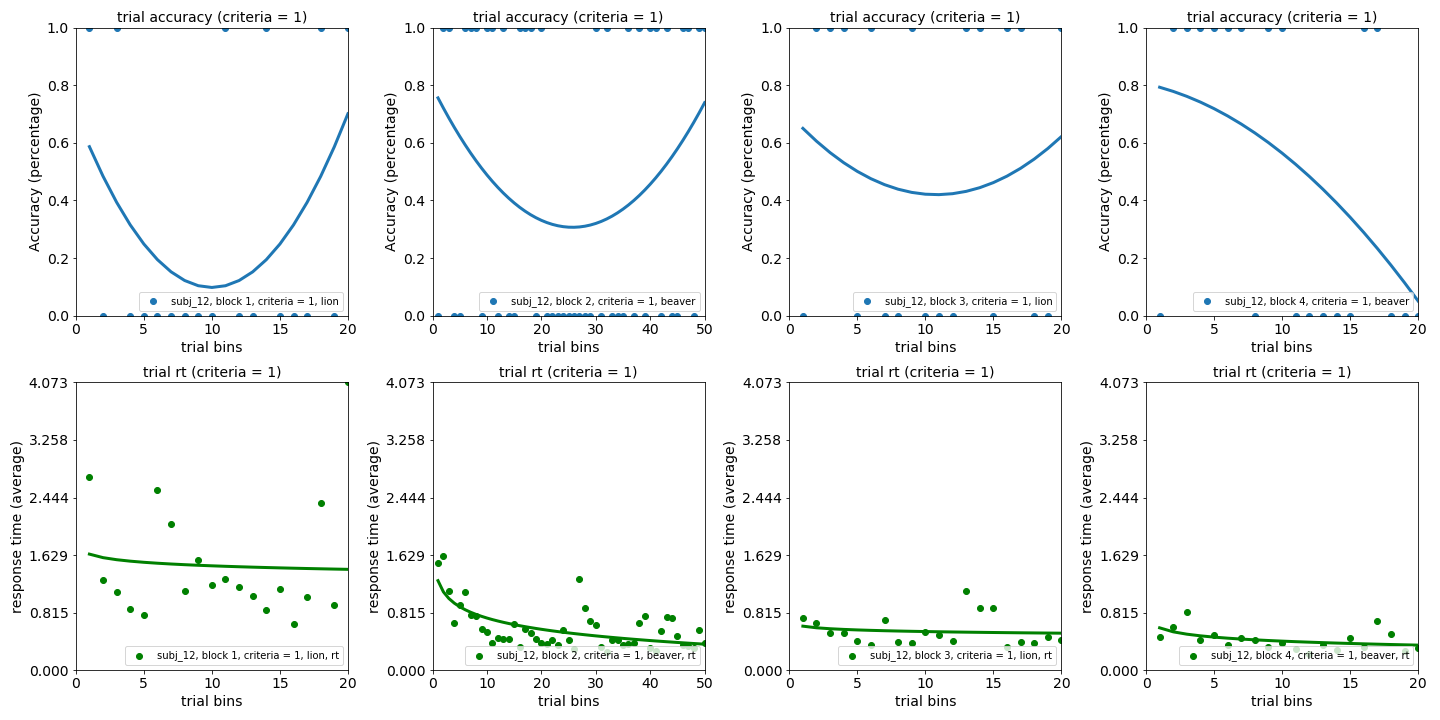 trial accuracy (criteria = 1)
Accuracy (percentage)
1.0
0.8
0.6
0.4
0.2
0.0
subj_12, block 1, criteria = 1, lion
0 5 10 15 20
trial bins
trial accuracy (criteria = 1)
Accuracy (percentage)
1.0
0.8
0.6
0.4
0.2
0.0
subj_12, block 2, criteria = 1, beaver
0 10 20 30 40 50
trial bins
trial accuracy (criteria = 1)
Accuracy (percentage)
1.0
0.8
0.6
0.4
0.2
0.0
subj_12, block 3, criteria = 1, lion
0 5 10 15 20
trial bins
trial accuracy (criteria = 1)
Accuracy (percentage)
1.0
0.8
0.6
0.4
0.2
0.0
subj_12, block 4, criteria = 1, beaver
0 5 10 15 20
trial bins
trial rt (criteria = 1)
response time (average)
4.073
3.258
2.444
1.629
0.815
0.000
subj_12, block 1, criteria = 1, lion, rt
0 5 10 15 20
trial bins
trial rt (criteria = 1)
response time (average)
4.073
3.258
2.444
1.629
0.815
0.000
subj_12, block 2, criteria = 1, beaver, rt
0 10 20 30 40 50
trial bins
trial rt (criteria = 1)
response time (average)
4.073
3.258
2.444
1.629
0.815
0.000
subj_12, block 3, criteria = 1, lion, rt
0 5 10 15 20
trial bins
trial rt (criteria = 1)
response time (average)
4.073
3.258
2.444
1.629
0.815
0.000
subj_12, block 4, criteria = 1, beaver, rt
0 5 10 15 20
trial bins